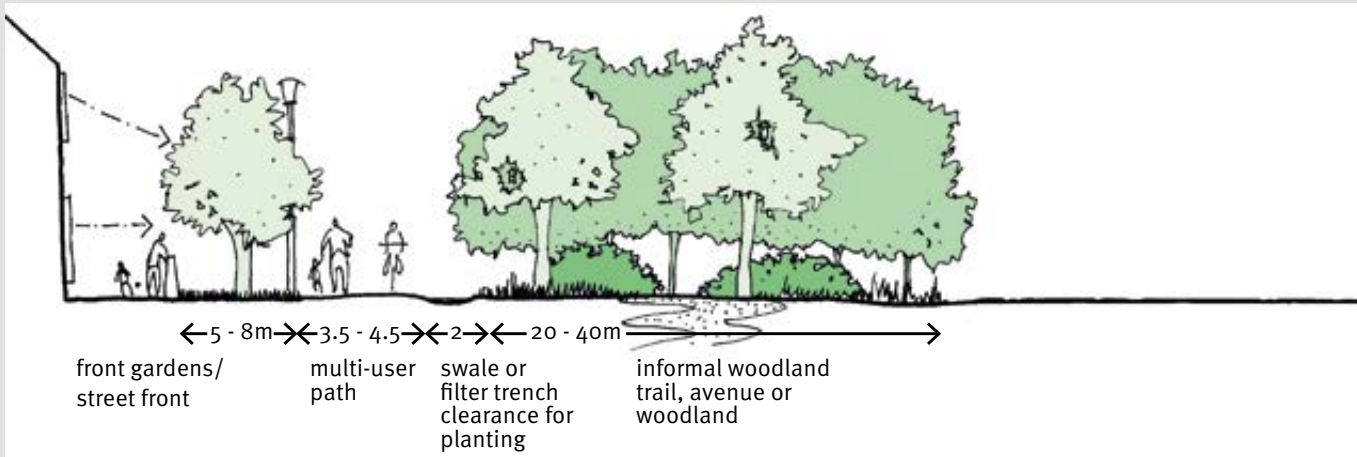 5 - 8m
3.5 - 4.5
2
20 - 40m
front gardens/
street front
multi-user
path
swale or
filter trench
clearance for
planting
informal woodland
trail, avenue or
woodland